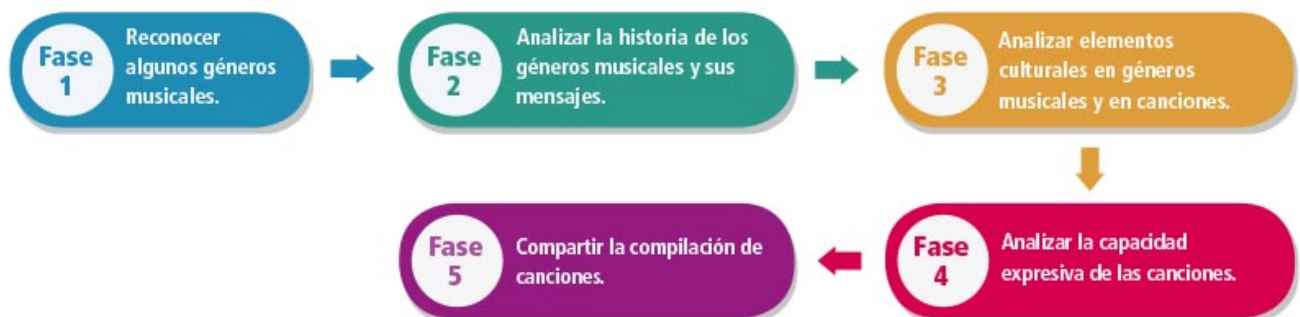 Fase
1
Reconocer
algunos géneros
musicales.
Fase
2
Analizar la historia de los
géneros musicales y sus
mensajes.
Fase
3
Analizar elementos
culturales en géneros
musicales y en canciones.
Fase
4
Analizar la capacidad
expresiva de las canciones.
Fase
5
Compartir la compilación de
canciones.